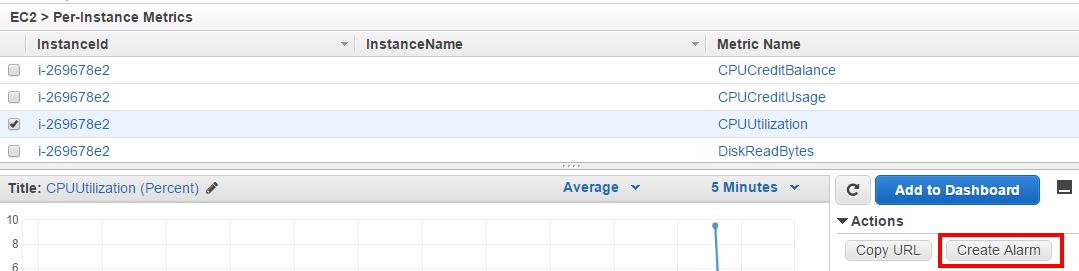 EC2 > Per-Instance Metrics
InstanceId InstanceName Metric Name
i-269678e2 CPUCreditBalance
i-269678e2 CPUCreditUsage
i-269678e2 CPUUtilization
i-269678e2 DiskReadBytes
Title: CPUUtilization (Percent) Average 5 Minutes Add to Dashboard
Actions
Copy URL Create Alarm
10
8
6